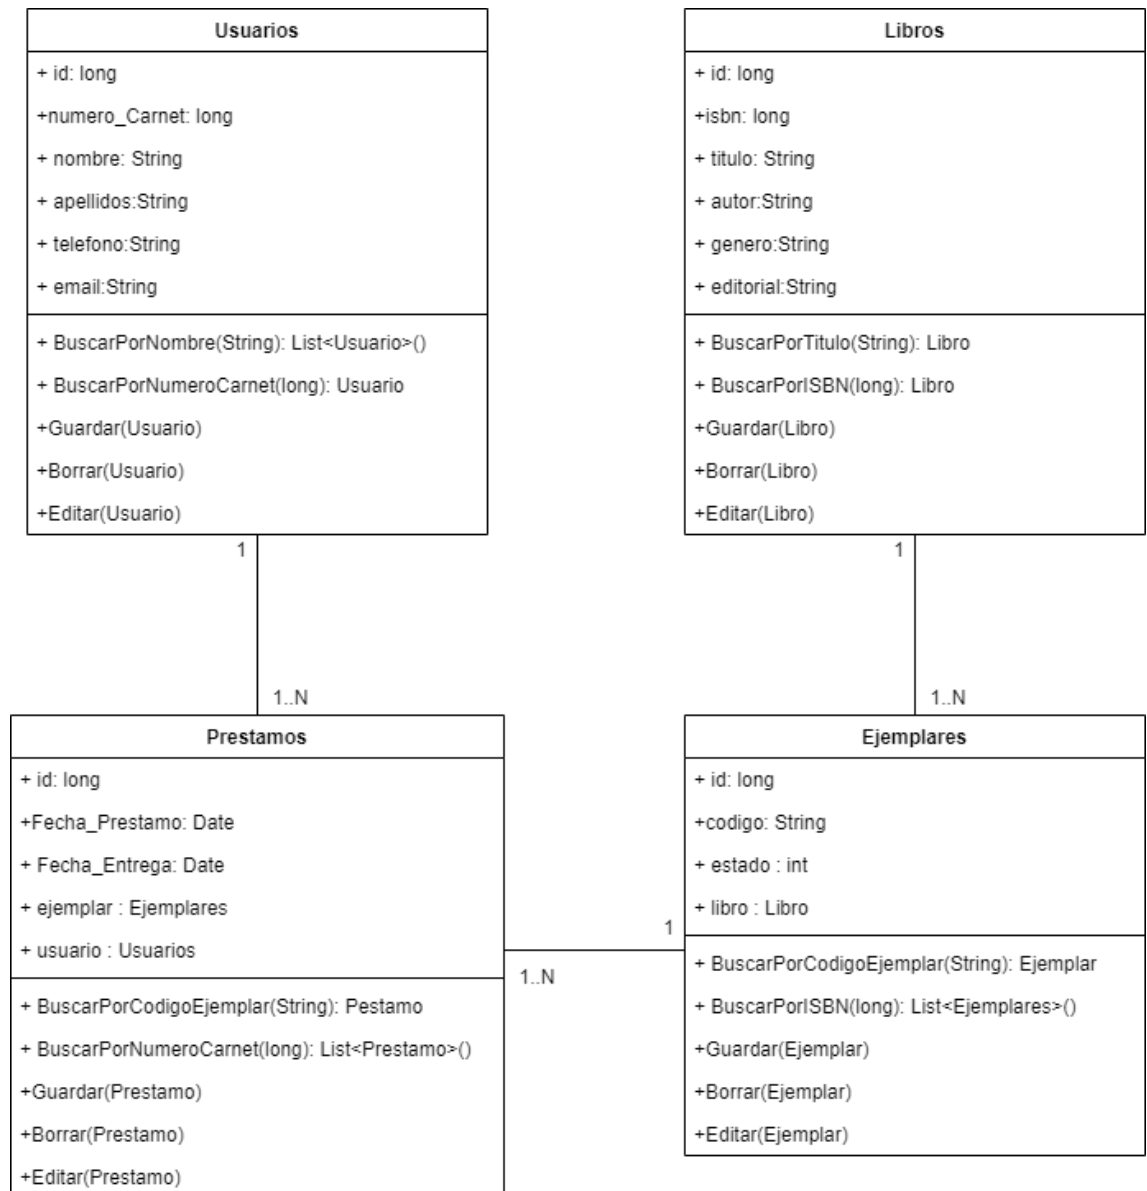 Usuarios
+ id: long
+numero_Carnet: long
+ nombre: String
+ apellidos:String
+ telefono:String
+ email:String
+ BuscarPorNombre(String): List<Usuario>()
+ BuscarPorNumeroCarnet(long): Usuario
+Guardar(Usuario)
+Borrar(Usuario)
+Editar(Usuario)
Libros
+ id: long
+isbn: long
+ titulo: String
+ autor:String
+ genero:String
+ editorial:String
+ BuscarPorTitulo(String): Libro
+ BuscarPorISBN(long): Libro
+Guardar(Libro)
+Borrar(Libro)
+Editar(Libro)
1
1..N
1
1..N
Prestamos
+ id: long
+Fecha_Prestamo: Date
+ Fecha_Entrega: Date
+ ejemplar : Ejemplares
+ usuario : Usuarios
+ BuscarPorCodigoEjemplar(String): Pestamo
+ BuscarPorNumeroCarnet(long): List<Prestamo>()
+Guardar(Prestamo)
+Borrar(Prestamo)
+Editar(Prestamo)
1
1..N
Ejemplares
+ id: long
+codigo: String
+ estado : int
+ libro : Libro
+ BuscarPorCodigoEjemplar(String): Ejemplar
+ BuscarPorISBN(long): List<Ejemplares>()
+Guardar(Ejemplar)
+Borrar(Ejemplar)
+Editar(Ejemplar)